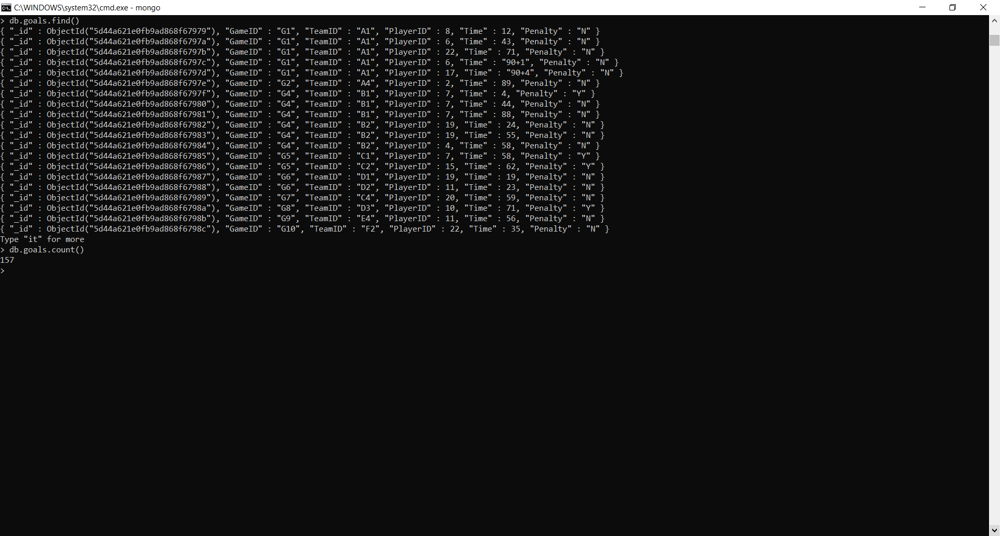 C:\WINDOWS\system32\cmd.exe - mongo
> db.goals.find()
{ "_id" : ObjectId("5d44a621e0fb9ad868f67979"), "GameID" : "G1", "TeamID" : "A1", "PlayerID" : 8, "Time" : 12, "Penalty" : "N" }
{ "_id" : ObjectId("5d44a621e0fb9ad868f6797a"), "GameID" : "G1", "TeamID" : "A1", "PlayerID" : 6, "Time" : 43, "Penalty" : "N" }
{ "_id" : ObjectId("5d44a621e0fb9ad868f6797b"), "GameID" : "G1", "TeamID" : "A1", "PlayerID" : 22, "Time" : 71, "Penalty" : "N" }
{ "_id" : ObjectId("5d44a621e0fb9ad868f6797c"), "GameID" : "G1", "TeamID" : "A1", "PlayerID" : 6, "Time" : "90+1", "Penalty" : "N" }
{ "_id" : ObjectId("5d44a621e0fb9ad868f6797d"), "GameID" : "G1", "TeamID" : "A1", "PlayerID" : 17, "Time" : "90+4", "Penalty" : "N" }
{ "_id" : ObjectId("5d44a621e0fb9ad868f6797e"), "GameID" : "G2", "TeamID" : "A4", "PlayerID" : 2, "Time" : 89, "Penalty" : "N" }
{ "_id" : ObjectId("5d44a621e0fb9ad868f6797f"), "GameID" : "G4", "TeamID" : "B1", "PlayerID" : 7, "Time" : 4, "Penalty" : "Y" }
{ "_id" : ObjectId("5d44a621e0fb9ad868f67980"), "GameID" : "G4", "TeamID" : "B1", "PlayerID" : 7, "Time" : 44, "Penalty" : "N" }
{ "_id" : ObjectId("5d44a621e0fb9ad868f67981"), "GameID" : "G4", "TeamID" : "B1", "PlayerID" : 7, "Time" : 88, "Penalty" : "N" }
{ "_id" : ObjectId("5d44a621e0fb9ad868f67982"), "GameID" : "G4", "TeamID" : "B2", "PlayerID" : 19, "Time" : 24, "Penalty" : "N" }
{ "_id" : ObjectId("5d44a621e0fb9ad868f67983"), "GameID" : "G4", "TeamID" : "B2", "PlayerID" : 19, "Time" : 55, "Penalty" : "N" }
{ "_id" : ObjectId("5d44a621e0fb9ad868f67984"), "GameID" : "G4", "TeamID" : "B2", "PlayerID" : 4, "Time" : 58, "Penalty" : "N" }
{ "_id" : ObjectId("5d44a621e0fb9ad868f67985"), "GameID" : "G5", "TeamID" : "C1", "PlayerID" : 7, "Time" : 58, "Penalty" : "Y" }
{ "_id" : ObjectId("5d44a621e0fb9ad868f67986"), "GameID" : "G5", "TeamID" : "C2", "PlayerID" : 15, "Time" : 62, "Penalty" : "Y" }
{ "_id" : ObjectId("5d44a621e0fb9ad868f67987"), "GameID" : "G6", "TeamID" : "D1", "PlayerID" : 19, "Time" : 19, "Penalty" : "N" }
{ "_id" : ObjectId("5d44a621e0fb9ad868f67988"), "GameID" : "G6", "TeamID" : "D2", "PlayerID" : 11, "Time" : 23, "Penalty" : "N" }
{ "_id" : ObjectId("5d44a621e0fb9ad868f67989"), "GameID" : "G7", "TeamID" : "C4", "PlayerID" : 20, "Time" : 59, "Penalty" : "N" }
{ "_id" : ObjectId("5d44a621e0fb9ad868f6798a"), "GameID" : "G8", "TeamID" : "D3", "PlayerID" : 10, "Time" : 71, "Penalty" : "Y" }
{ "_id" : ObjectId("5d44a621e0fb9ad868f6798b"), "GameID" : "G9", "TeamID" : "E4", "PlayerID" : 11, "Time" : 56, "Penalty" : "N" }
{ "_id" : ObjectId("5d44a621e0fb9ad868f6798c"), "GameID" : "G10", "TeamID" : "F2", "PlayerID" : 22, "Time" : 35, "Penalty" : "N" }
Type "it" for more
> db.goals.count()
157
>